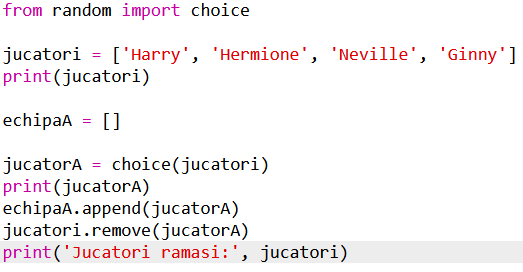 from random import choice
jucatori = ['Harry', 'Hermione', 'Neville', 'Ginny']
print(jucatori)
echipaA = []
jucatorA = choice(jucatori)
print(jucatorA)
echipaA.append(jucatorA)
jucatori.remove(jucatorA)
print('Jucatori ramasi:', jucatori)